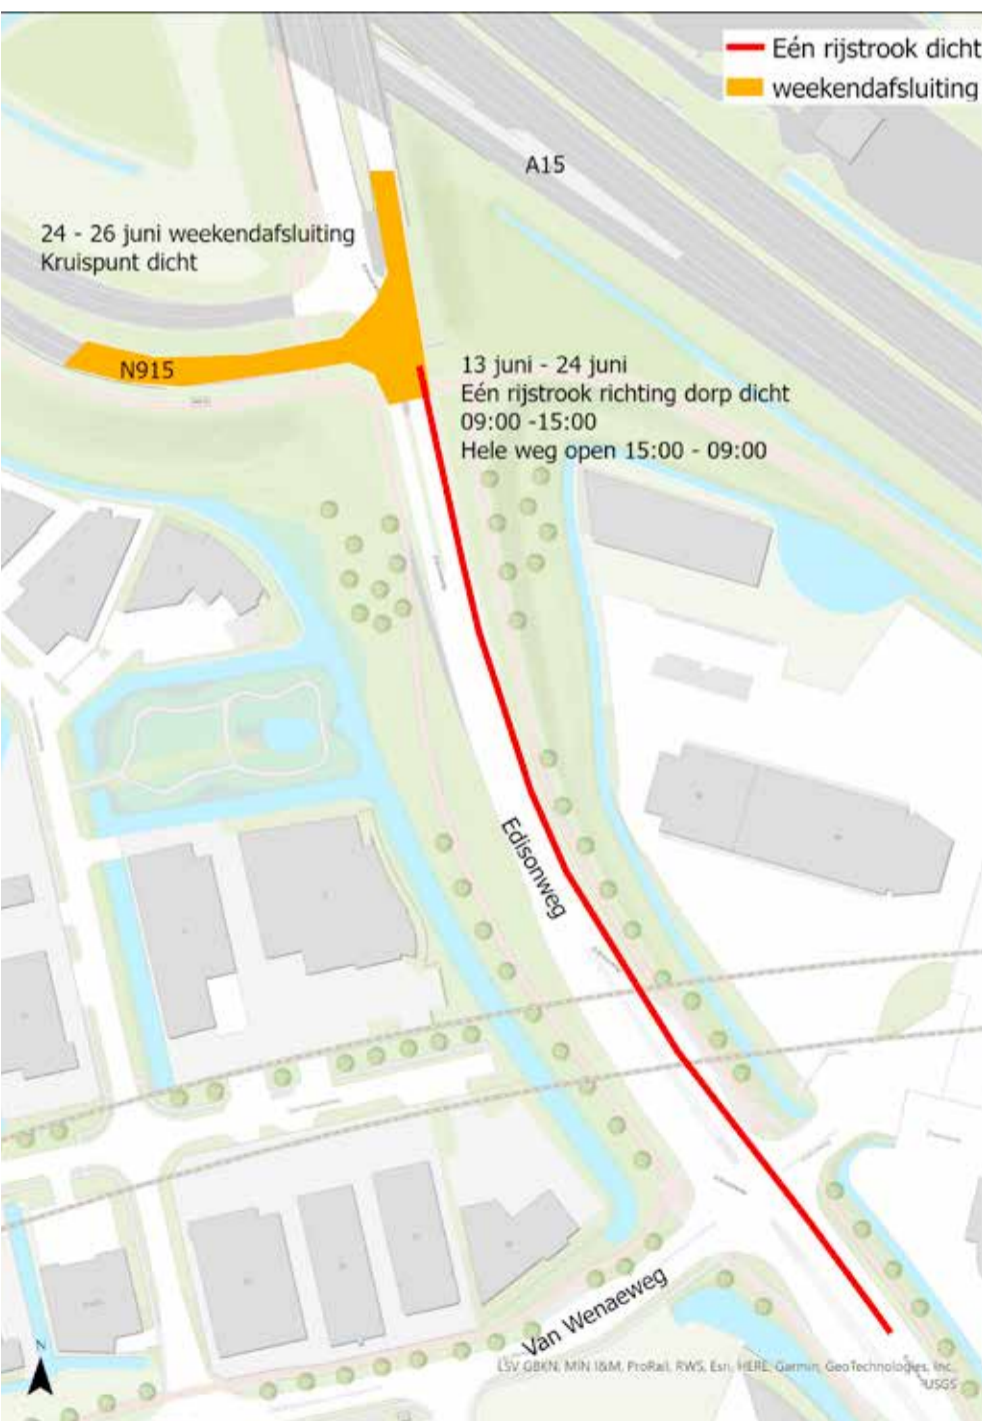 Eén rijstrook dicht
weekendafsluiting
A15
24 - 26 juni weekendafsluiting
Kruispunt dicht
N915
13 juni - 24 juni
Eén rijstrook richting dorp dicht
09:00 -15:00
Hele weg open 15:00 - 09:00
Edisonweg
Van Wenaeweg
N
LSV GBKN, MIN I&M, ProRail, RWS, Esri, HERE, Garmin, GeoTechnologies, Inc.,
USGS